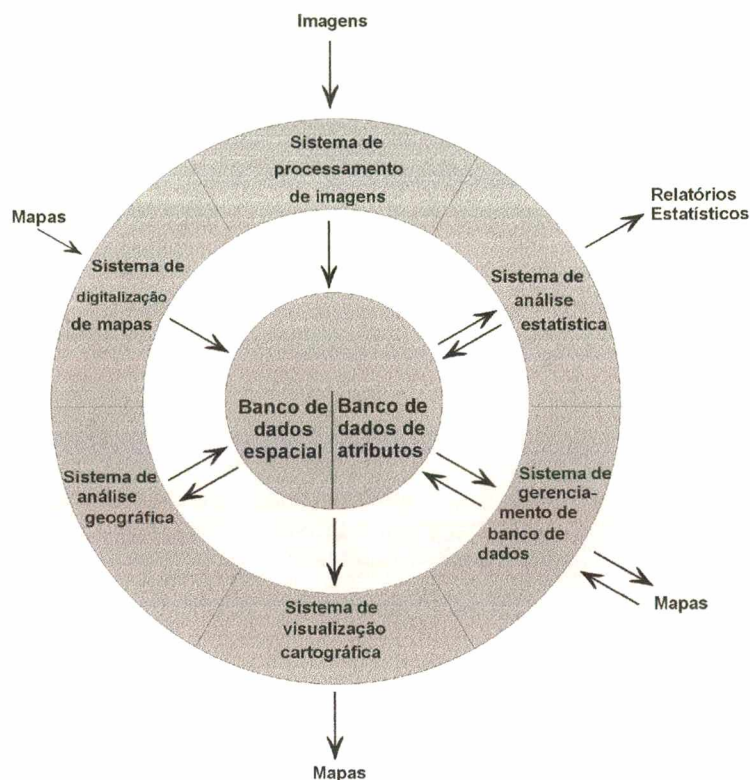 Imagens
Sistema de
processamento
de imagens
Mapas
Relatórios
Estatísticos
Sistema de
digitalização
de mapas
Sistema de
análise
estatística
Banco de
dados
espacial
Banco de
dados de
atributos
Sistema de
análise
geográfica
Sistema de
gerencia-
mento de
banco de
dados
Sistema de
visualização
cartográfica
Mapas
Mapas